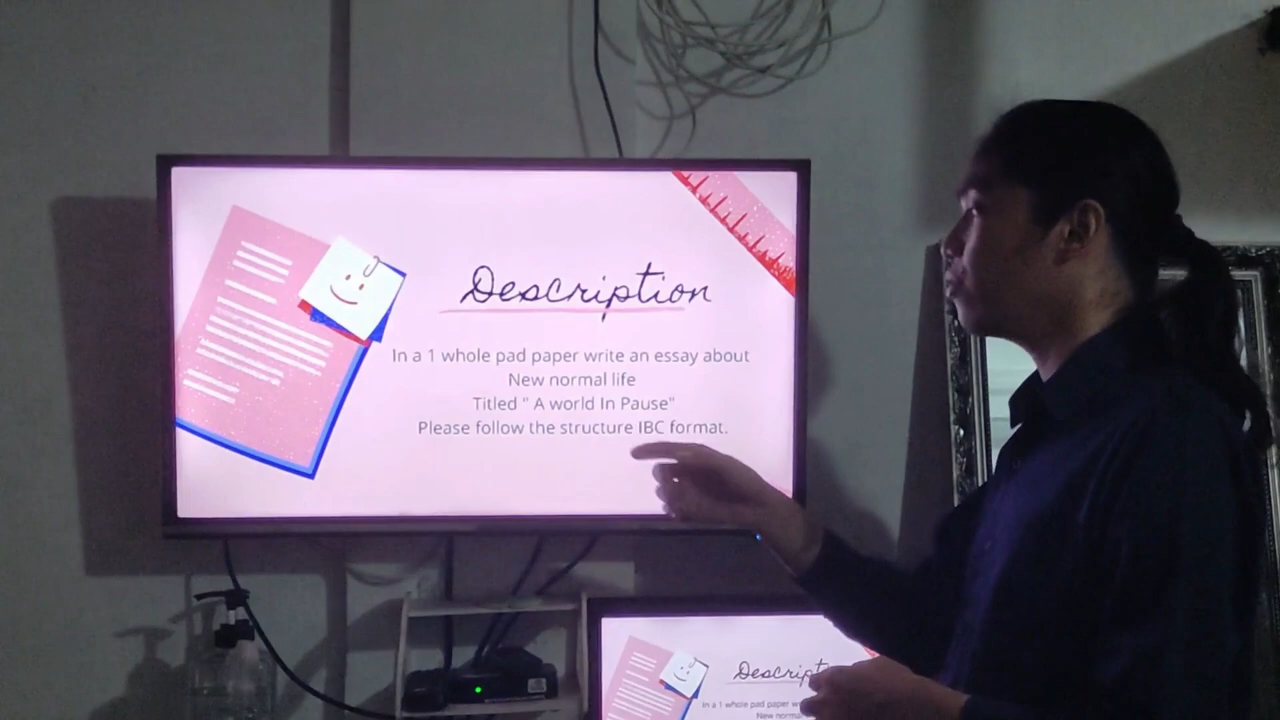 Description
In a 1 whole pad paper write an essay about
New normal life
Titled " A world In Pause"
Please follow the structure IBC format.
Descript
In a 1 whole pad paper
New normal